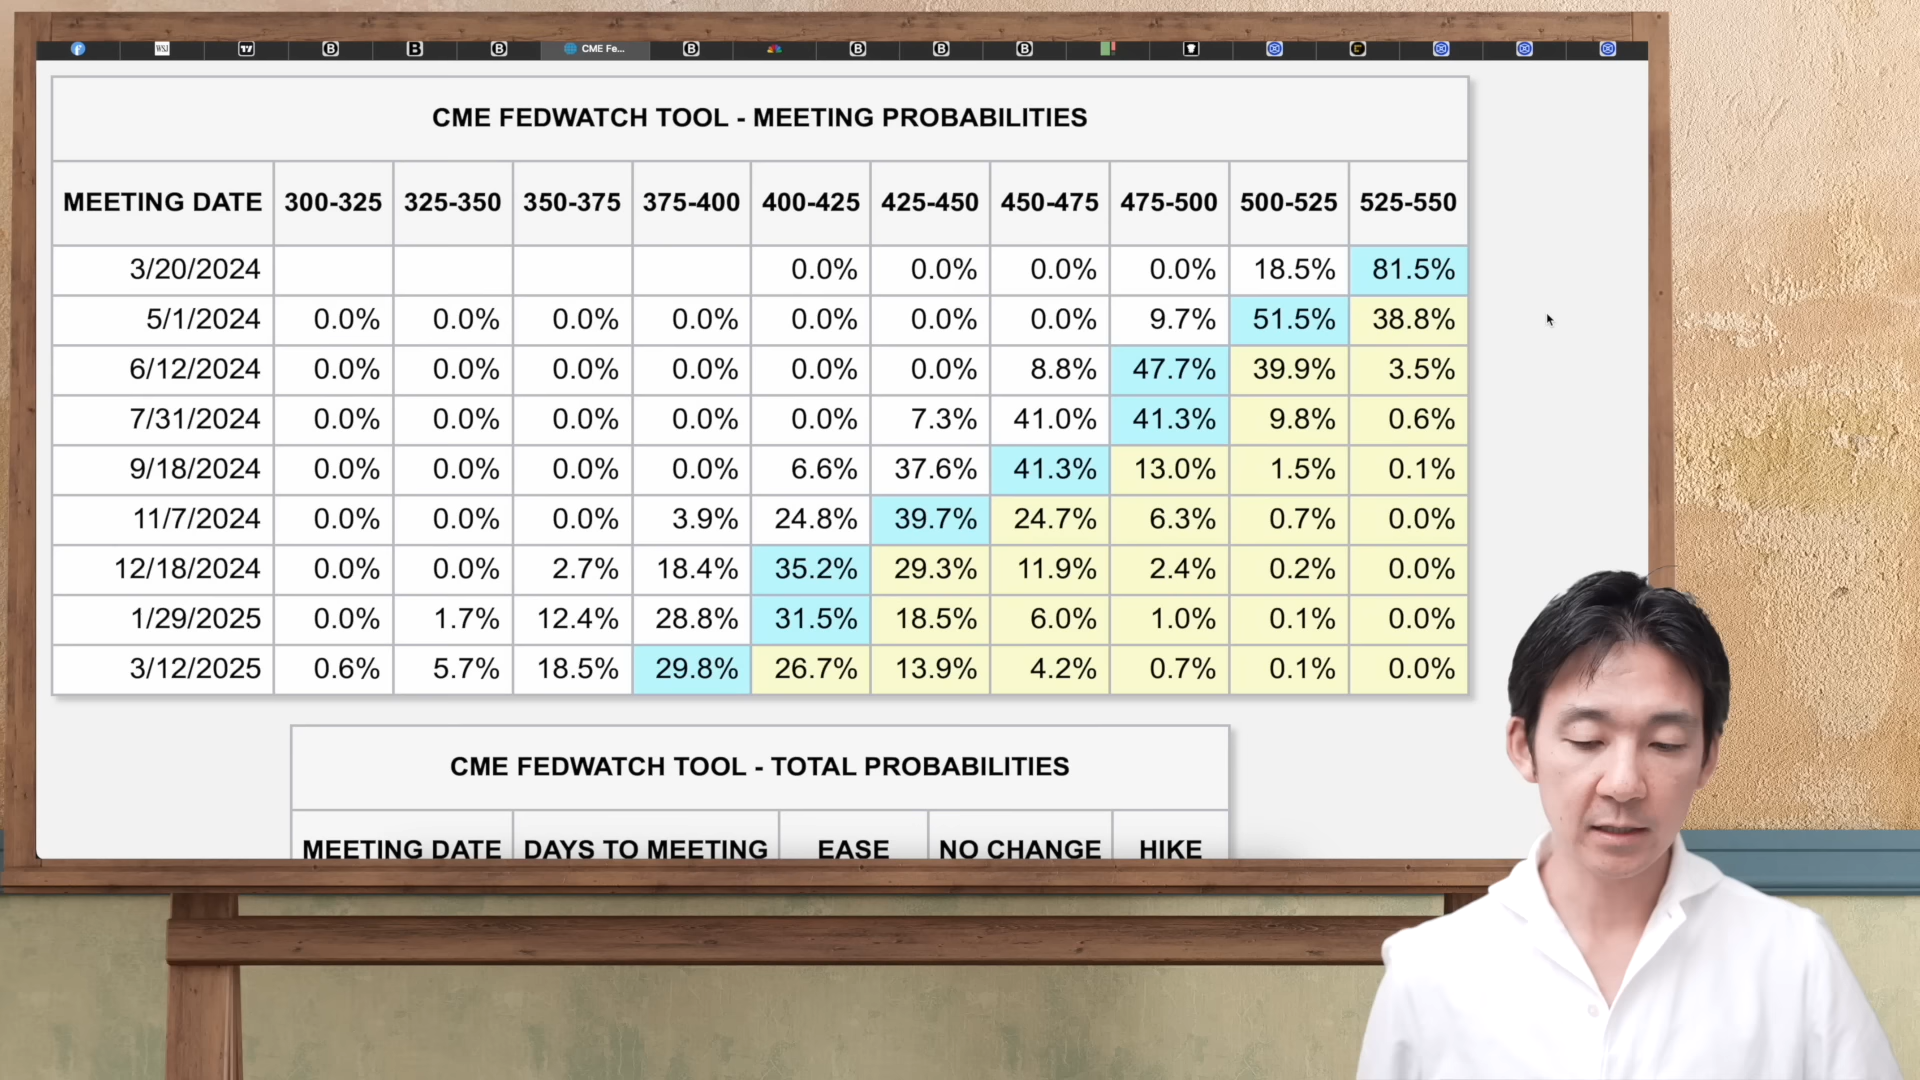 WSJ
CME Fe...
CME FEDWATCH TOOL - MEETING PROBABILITIES
MEETING DATE 300-325 325-350 350-375 375-400 400-425 425-450 450-475 475-500 500-525 525-550
3/20/2024 0.0% 0.0% 0.0% 0.0% 18.5% 81.5%
5/1/2024 0.0% 0.0% 0.0% 0.0% 0.0% 0.0% 0.0% 9.7% 51.5% 38.8%
6/12/2024 0.0% 0.0% 0.0% 0.0% 0.0% 0.0% 8.8% 47.7% 39.9% 3.5%
7/31/2024 0.0% 0.0% 0.0% 0.0% 0.0% 7.3% 41.0% 41.3% 9.8% 0.6%
9/18/2024 0.0% 0.0% 0.0% 0.0% 6.6% 37.6% 41.3% 13.0% 1.5% 0.1%
11/7/2024 0.0% 0.0% 0.0% 3.9% 24.8% 39.7% 24.7% 6.3% 0.7% 0.0%
12/18/2024 0.0% 0.0% 2.7% 18.4% 35.2% 29.3% 11.9% 2.4% 0.2% 0.0%
1/29/2025 0.0% 1.7% 12.4% 28.8% 31.5% 18.5% 6.0% 1.0% 0.1% 0.0%
3/12/2025 0.6% 5.7% 18.5% 29.8% 26.7% 13.9% 4.2% 0.7% 0.1% 0.0%
CME FEDWATCH TOOL - TOTAL PROBABILITIES
MEETING DATE DAYS TO MEETING EASE NO CHANGE HIKE